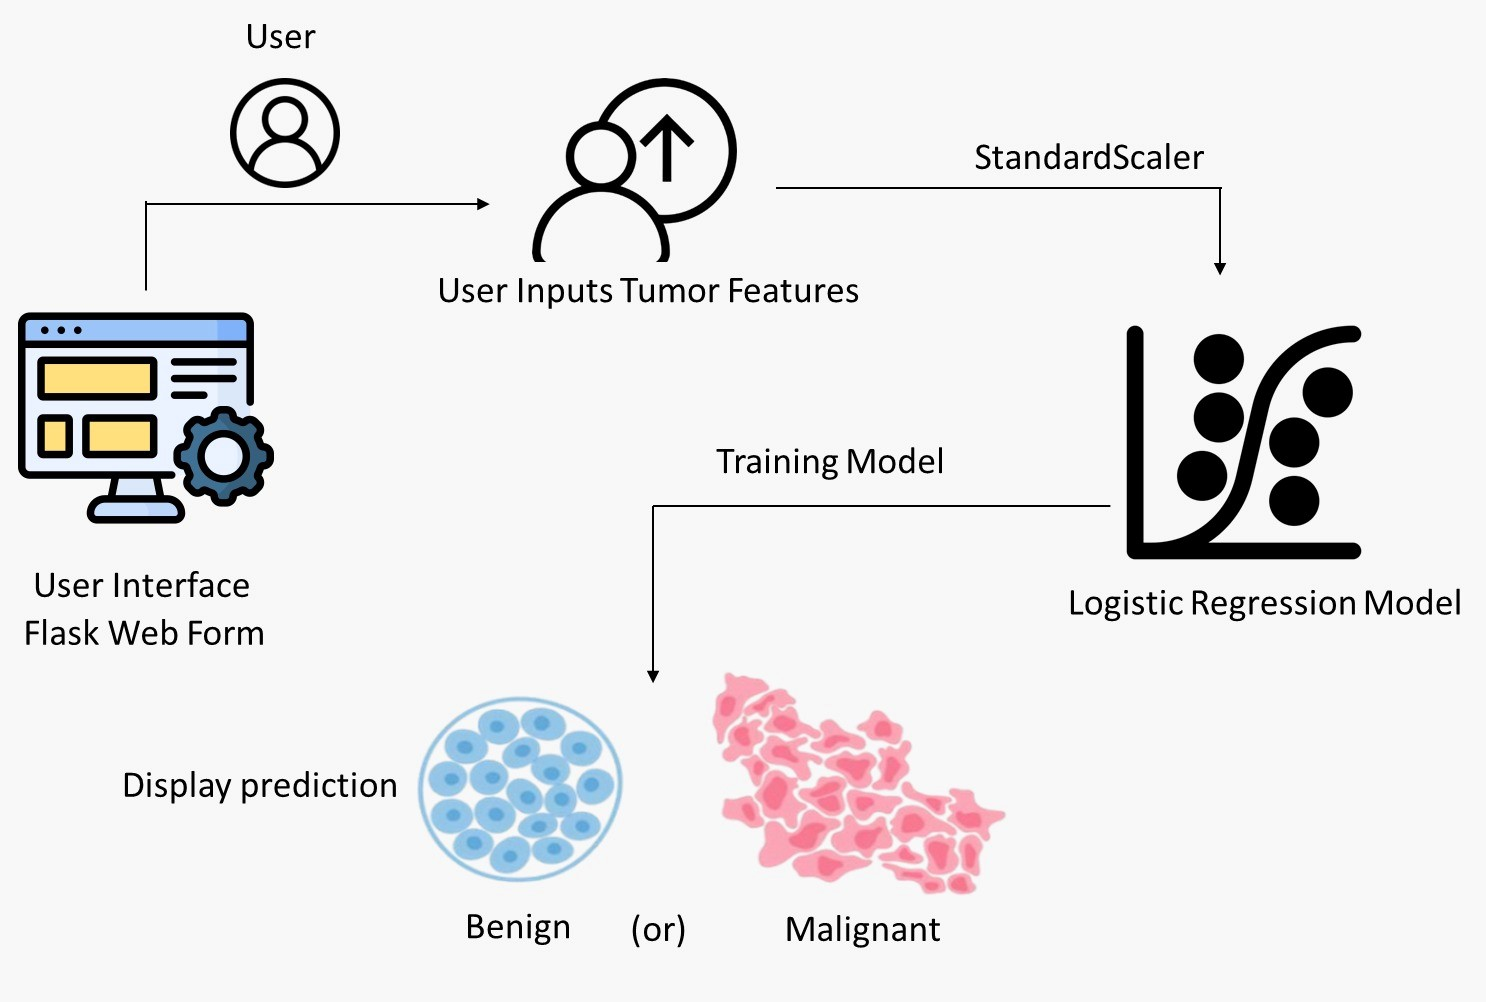 User
StandardScaler
User Inputs Tumor Features
Training Model
User Interface
Flask Web Form
Logistic Regression Model
Display prediction
Benign (or) Malignant